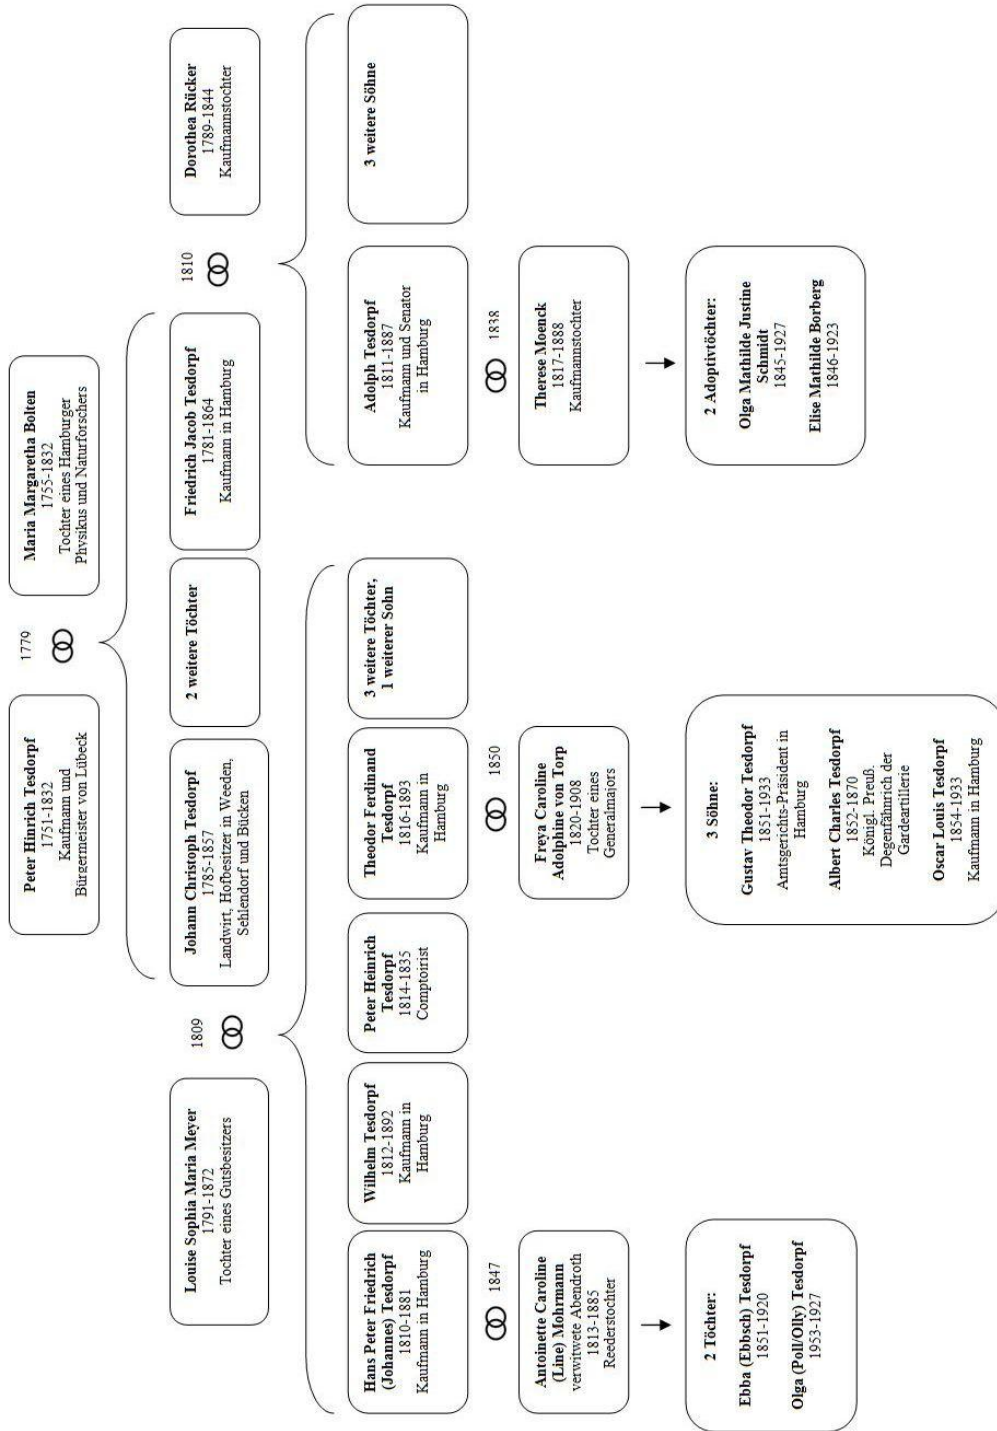 Peter Hinrich Tesdorpf
1751-1832
Kaufmann und
Bürgermeister von Lübeck
1779
Maria Margaretha Bolten
1755-1832
Tochter eines Hamburger
Physikus und Naturforschers
Louise Sophia Maria Meyer
1791-1872
Tochter eines Gutsbesitzers
1809
Johann Christoph Tesdorpf
1785-1857
Landwirt, Hofbesitzer in Weeden,
Sehlendorf und Bücken
2 weitere Töchter
Friedrich Jacob Tesdorpf
1781-1864
Kaufmann in Hamburg
1810
Dorothea Rücker
1789-1844
Kaufmannstochter
Hans Peter Friedrich
(Johannes) Tesdorpf
1810-1881
Kaufmann in Hamburg
Wilhelm Tesdorpf
1812-1892
Kaufmann in
Hamburg
Peter Heinrich
Tesdorpf
1814-1835
Comptoirist
Theodor Ferdinand
Tesdorpf
1816-1893
Kaufmann in
Hamburg
3 weitere Töchter,
1 weiterer Sohn
Adolph Tesdorpf
1811-1887
Kaufmann und Senator
in Hamburg
3 weitere Söhne
1847
1850
1838
Antoinette Caroline
(Line) Mohrmann
verwitwete Abendroth
1813-1885
Reederstochter
Freya Caroline
Adolphine von Torp
1820-1908
Tochter eines
Generalmajors
Therese Moenck
1817-1888
Kaufmannstochter
2 Töchter:
Ebba (Ebbsch) Tesdorpf
1851-1920
Olga (Poll/Olly) Tesdorpf
1953-1927
3 Söhne:
Gustav Theodor Tesdorpf
1851-1933
Amtsgerichts-Präsident in
Hamburg
Albert Charles Tesdorpf
1852-1870
Königl. Preuß.
Degenfähnrich der
Gardeartillerie
Oscar Louis Tesdorpf
1854-1933
Kaufmann in Hamburg
2 Adoptivtöchter:
Olga Mathilde Justine
Schmidt
1845-1927
Elise Mathilde Borberg
1846-1923